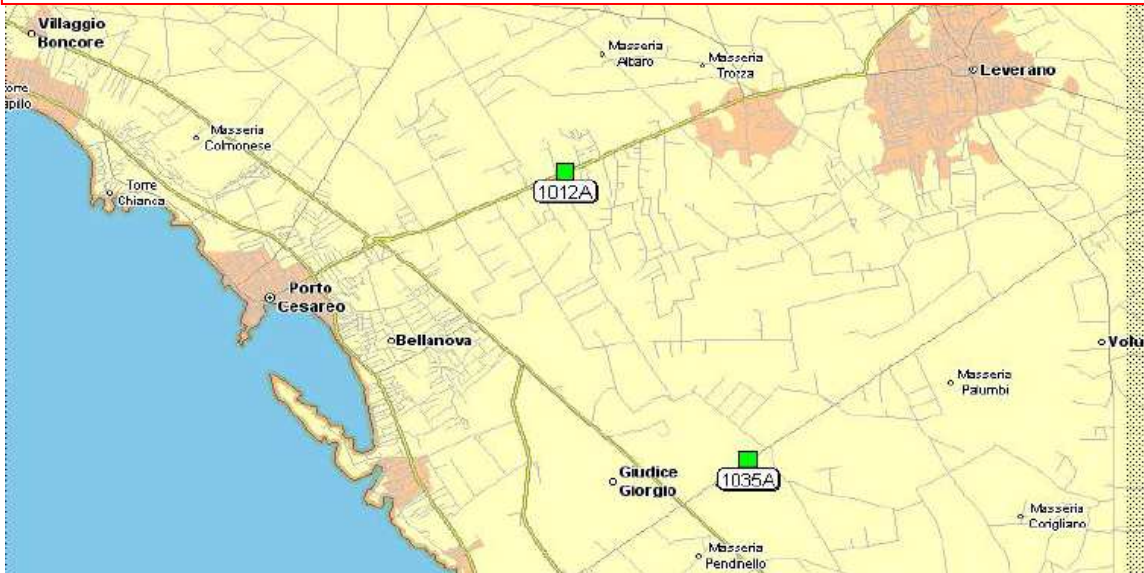 Villaggio
Boncore
Masseria
Albaro
Masseria
Trozza
Leverano
Torre
Masseria
Colmonese
Torre
Chianca
1012A
Porto
Cesareo
Bellanova
Masseria
Palumbi
Giudice
Giorgio
1035A
Masseria
Corigliano
Masseria
Pendinello